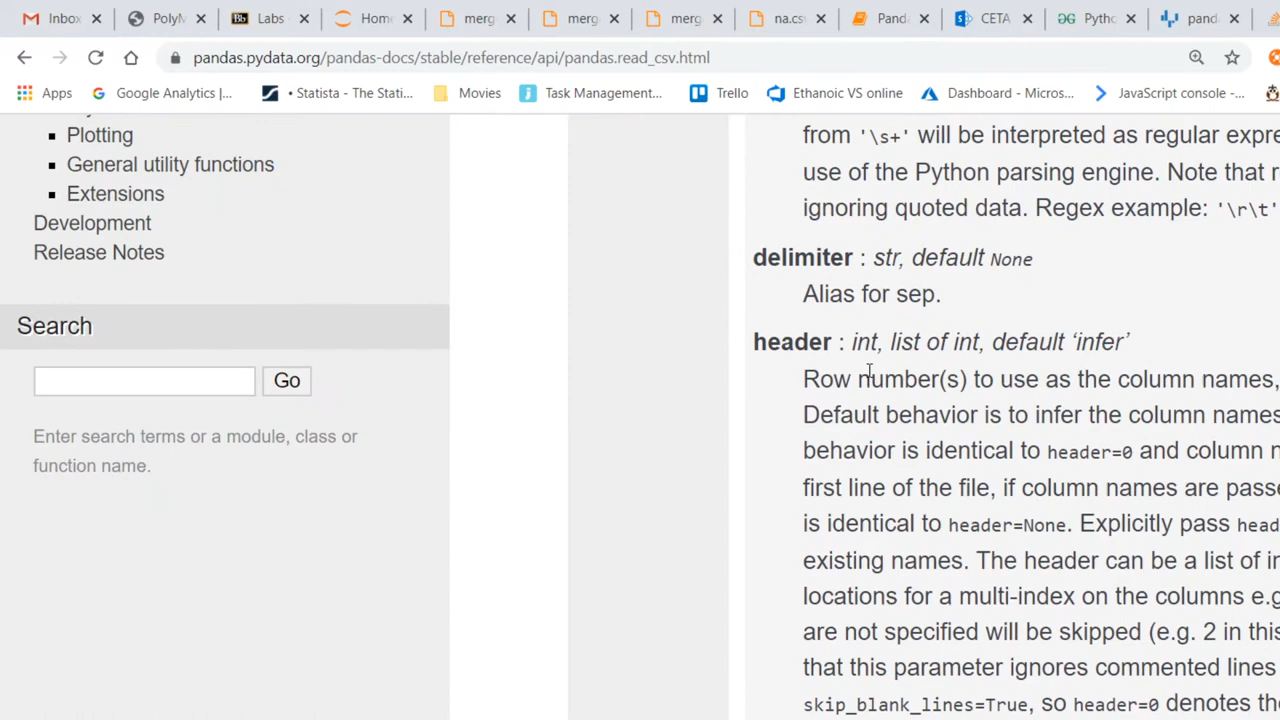 Inbox
PolyM
Labs -
Home
merg
merg
merg
na.cs
Panda
CETA
Pytho
panda
pandas.pydata.org/pandas-docs/stable/reference/api/pandas.read_csv.html
Apps
Google Analytics |...
• Statista - The Stati...
Movies
Task Management...
Trello
Ethanoic VS online
Dashboard - Micros...
JavaScript console -...
Plotting
General utility functions
Extensions
Development
Release Notes
Search
Go
Enter search terms or a module, class or
function name.
from '\s+' will be interpreted as regular expre
use of the Python parsing engine. Note that r
ignoring quoted data. Regex example: '\r\t'
delimiter : str, default None
Alias for sep.
header : int, list of int, default ‘infer’
Row number(s) to use as the column names,
Default behavior is to infer the column names
behavior is identical to header=0 and column n
first line of the file, if column names are passe
is identical to header=None. Explicitly pass head
existing names. The header can be a list of in
locations for a multi-index on the columns e.g
are not specified will be skipped (e.g. 2 in this
that this parameter ignores commented lines
skip_blank_lines=True, so header=0 denotes the